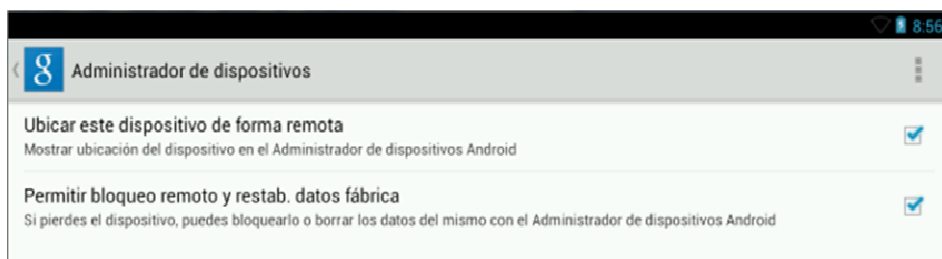 8:56
g Administrador de dispositivos
Ubicar este dispositivo de forma remota
Mostrar ubicación del dispositivo en el Administrador de dispositivos Android
Permitir bloqueo remoto y restab. datos fábrica
Si pierdes el dispositivo, puedes bloquearlo o borrar los datos del mismo con el Administrador de dispositivos Android